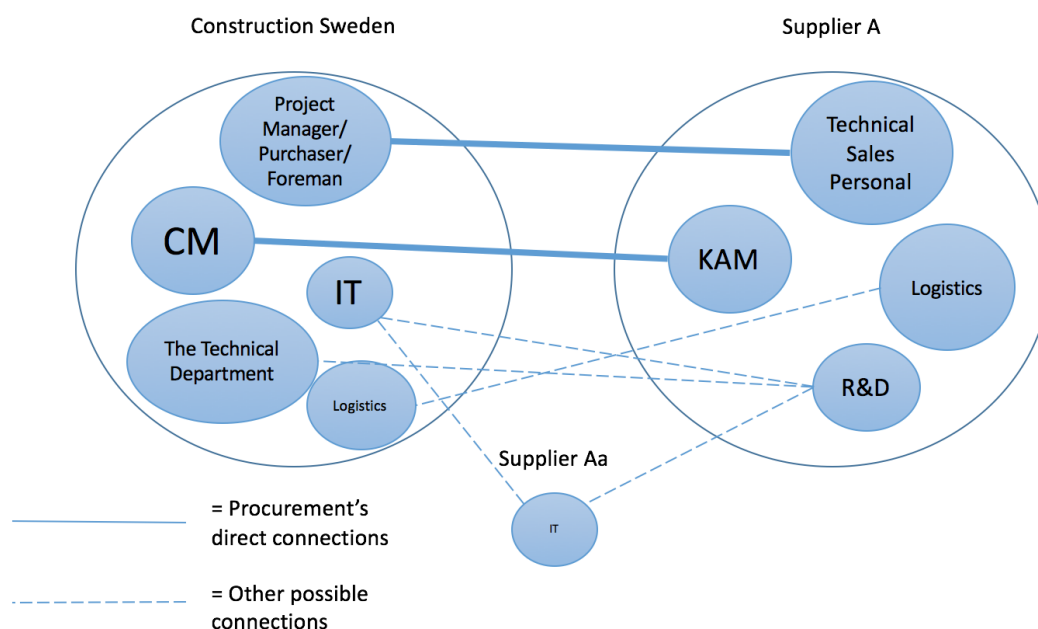 Construction Sweden
Supplier A
Project
Manager/
Purchaser/
Foreman
Technical
Sales
Personal
CM
KAM
IT
Logistics
The Technical
Department
Logistics
R&D
Supplier Aa
IT
= Procurement's
direct connections
= Other possible
connections